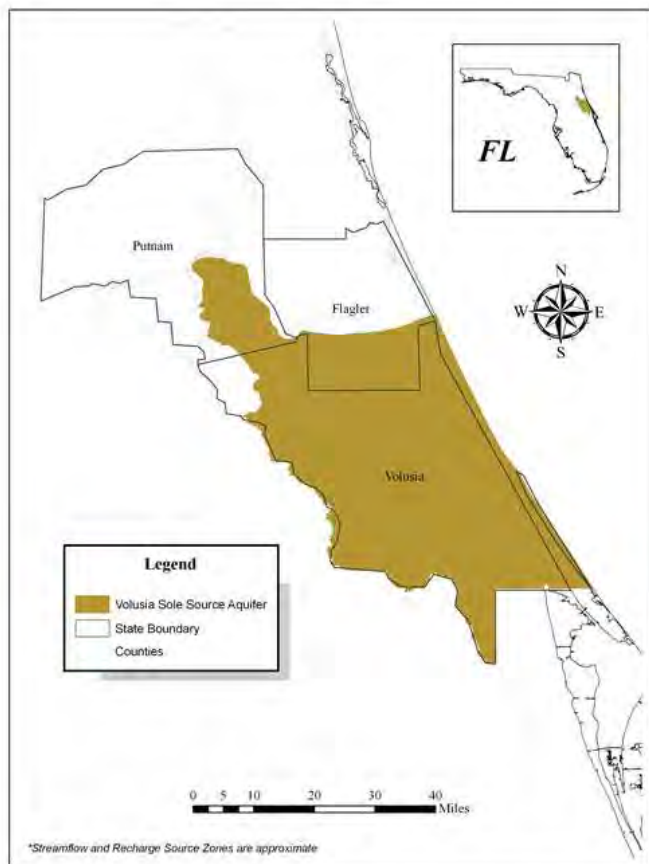 FL
N
W E
S
Putnam
Flagler
Volusia
Legend
Volusia Sole Source Aquifer
State Boundary
Counties
0 5 10 20 30 40
Miles
*Streamflow and Recharge Source Zones are approximate